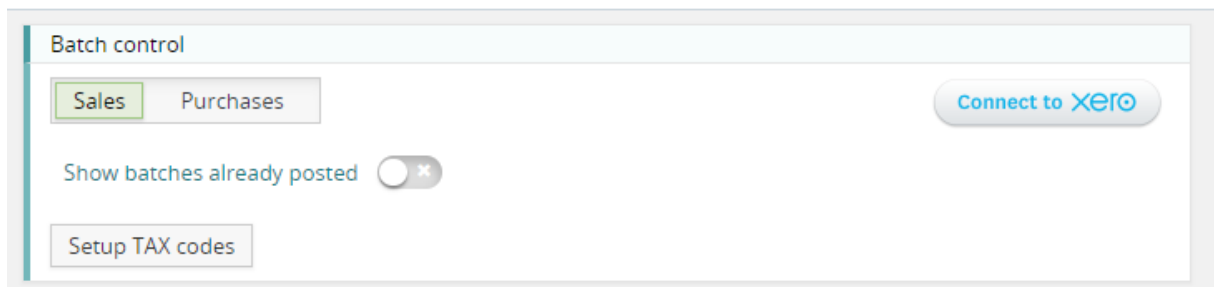 Batch control
Sales Purchases Connect to xero
Show batches already posted
Setup TAX codes